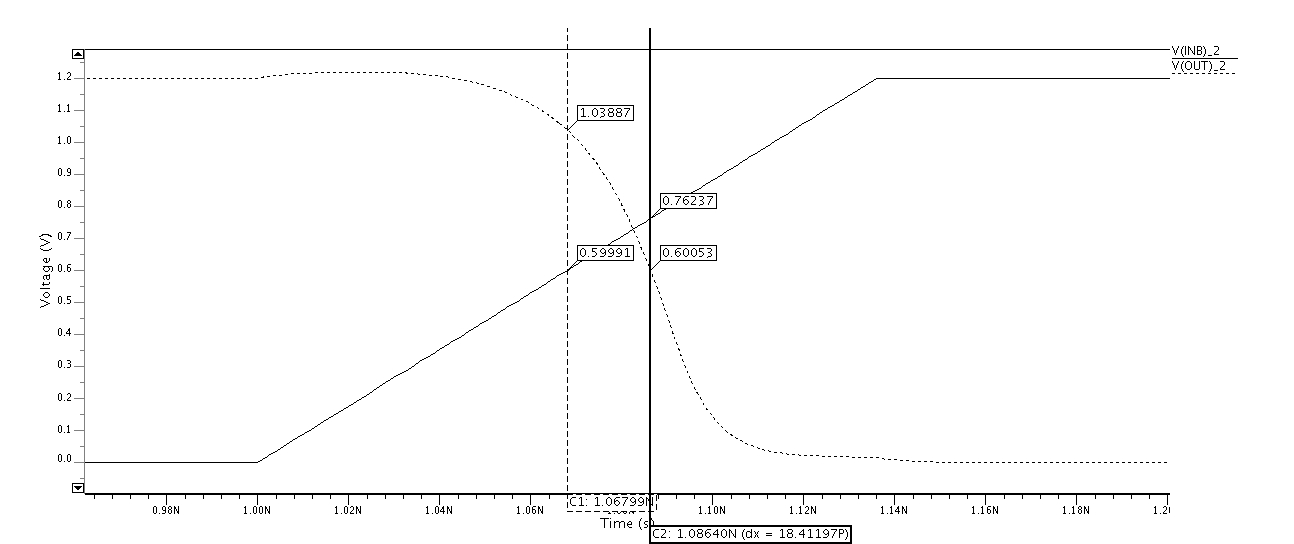 V(INB)_2
V(OUT)_2
1.2
1.1
1.03887
1.0
0.9
0.8
0.76237
0.7
0.59991
0.60053
0.6
0.5
0.4
0.3
0.2
0.1
0.0
Voltage (V)
C1: 1.06799N
0.98N 1.00N 1.02N 1.04N 1.06N 1.10N 1.12N 1.14N 1.16N 1.18N 1.20
Time (s)
C2: 1.08640N (dx = 18.41197P)